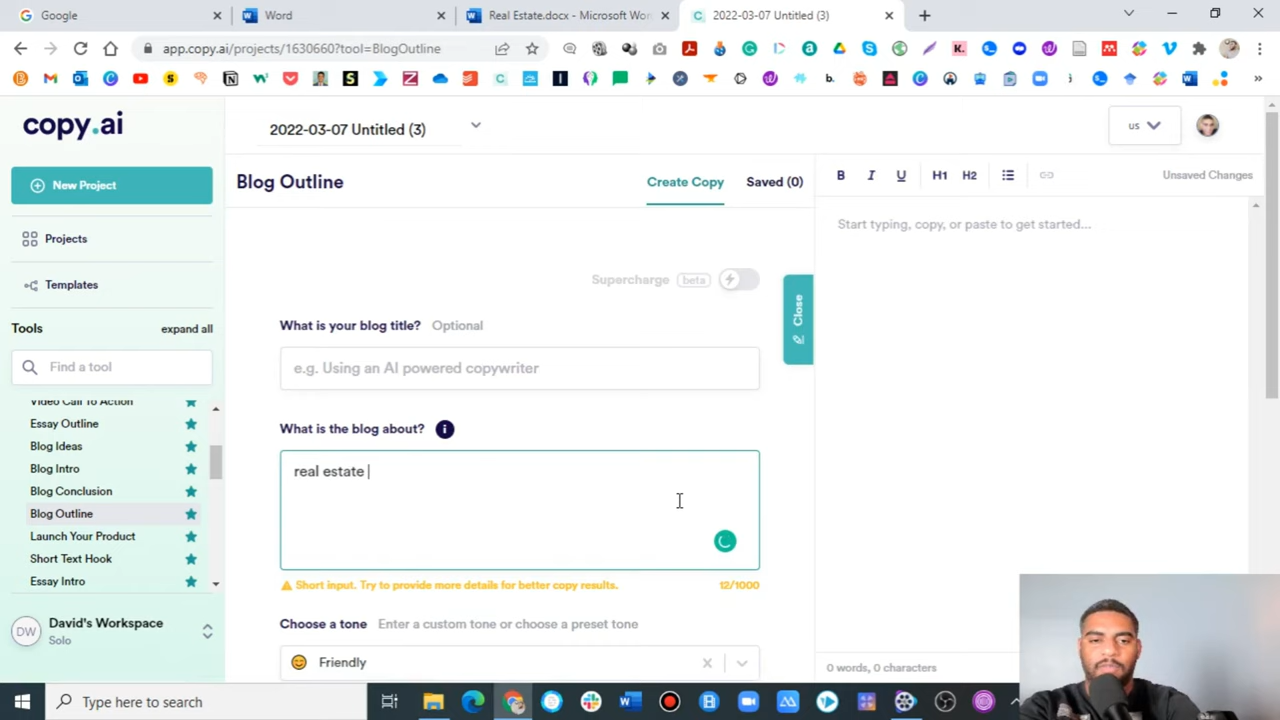 Google
Word
Real Estate.docx - Microsoft Wor
2022-03-07 Untitled (3)
app.copy.ai/projects/1630660?tool=BlogOutline
copy.ai
2022-03-07 Untitled (3)
us
New Project
Blog Outline
Create Copy
Saved (0)
B I U H1 H2
Unsaved Changes
Start typing, copy, or paste to get started...
Projects
Templates
Supercharge beta
Close
Tools
expand all
Find a tool
What is your blog title? Optional
e.g. Using an AI powered copywriter
Video Call To Action
Essay Outline
Blog Ideas
Blog Intro
Blog Conclusion
Blog Outline
Launch Your Product
Short Text Hook
Essay Intro
What is the blog about?
real estate
Short input. Try to provide more details for better copy results.
12/1000
Choose a tone Enter a custom tone or choose a preset tone
Friendly
DW
David's Workspace
Solo
0 words, 0 characters
Type here to search